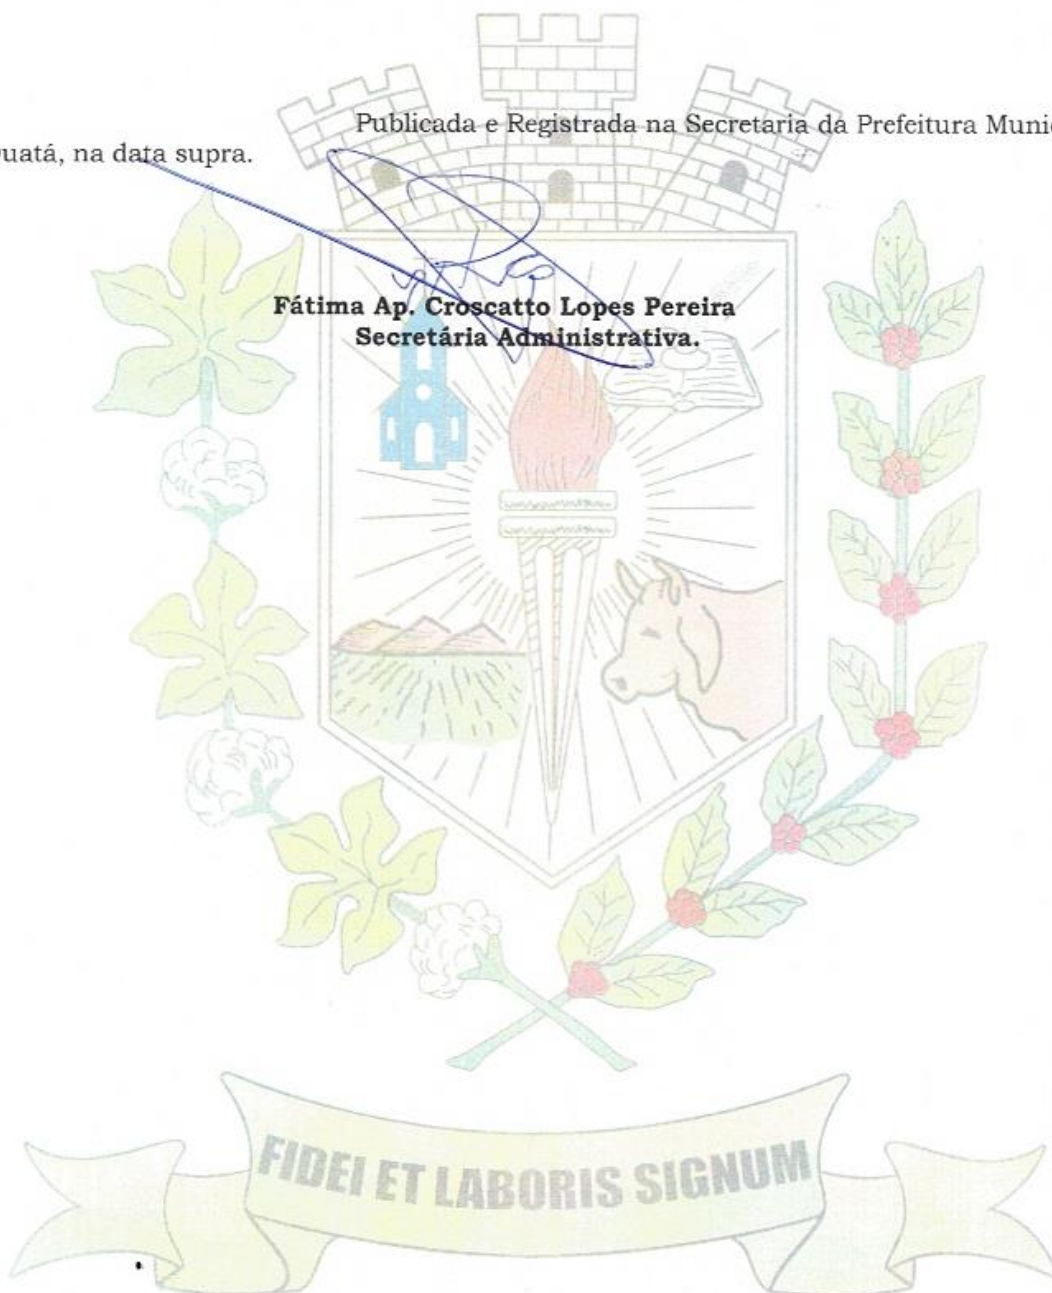 Publicada e Registrada na Secretaria da Prefeitura Muni
uatá, na data supra.
Fátima Ap. Croscatto Lopes Pereira
Secretária Administrativa.
FIDEI ET LABORIS SIGNUM